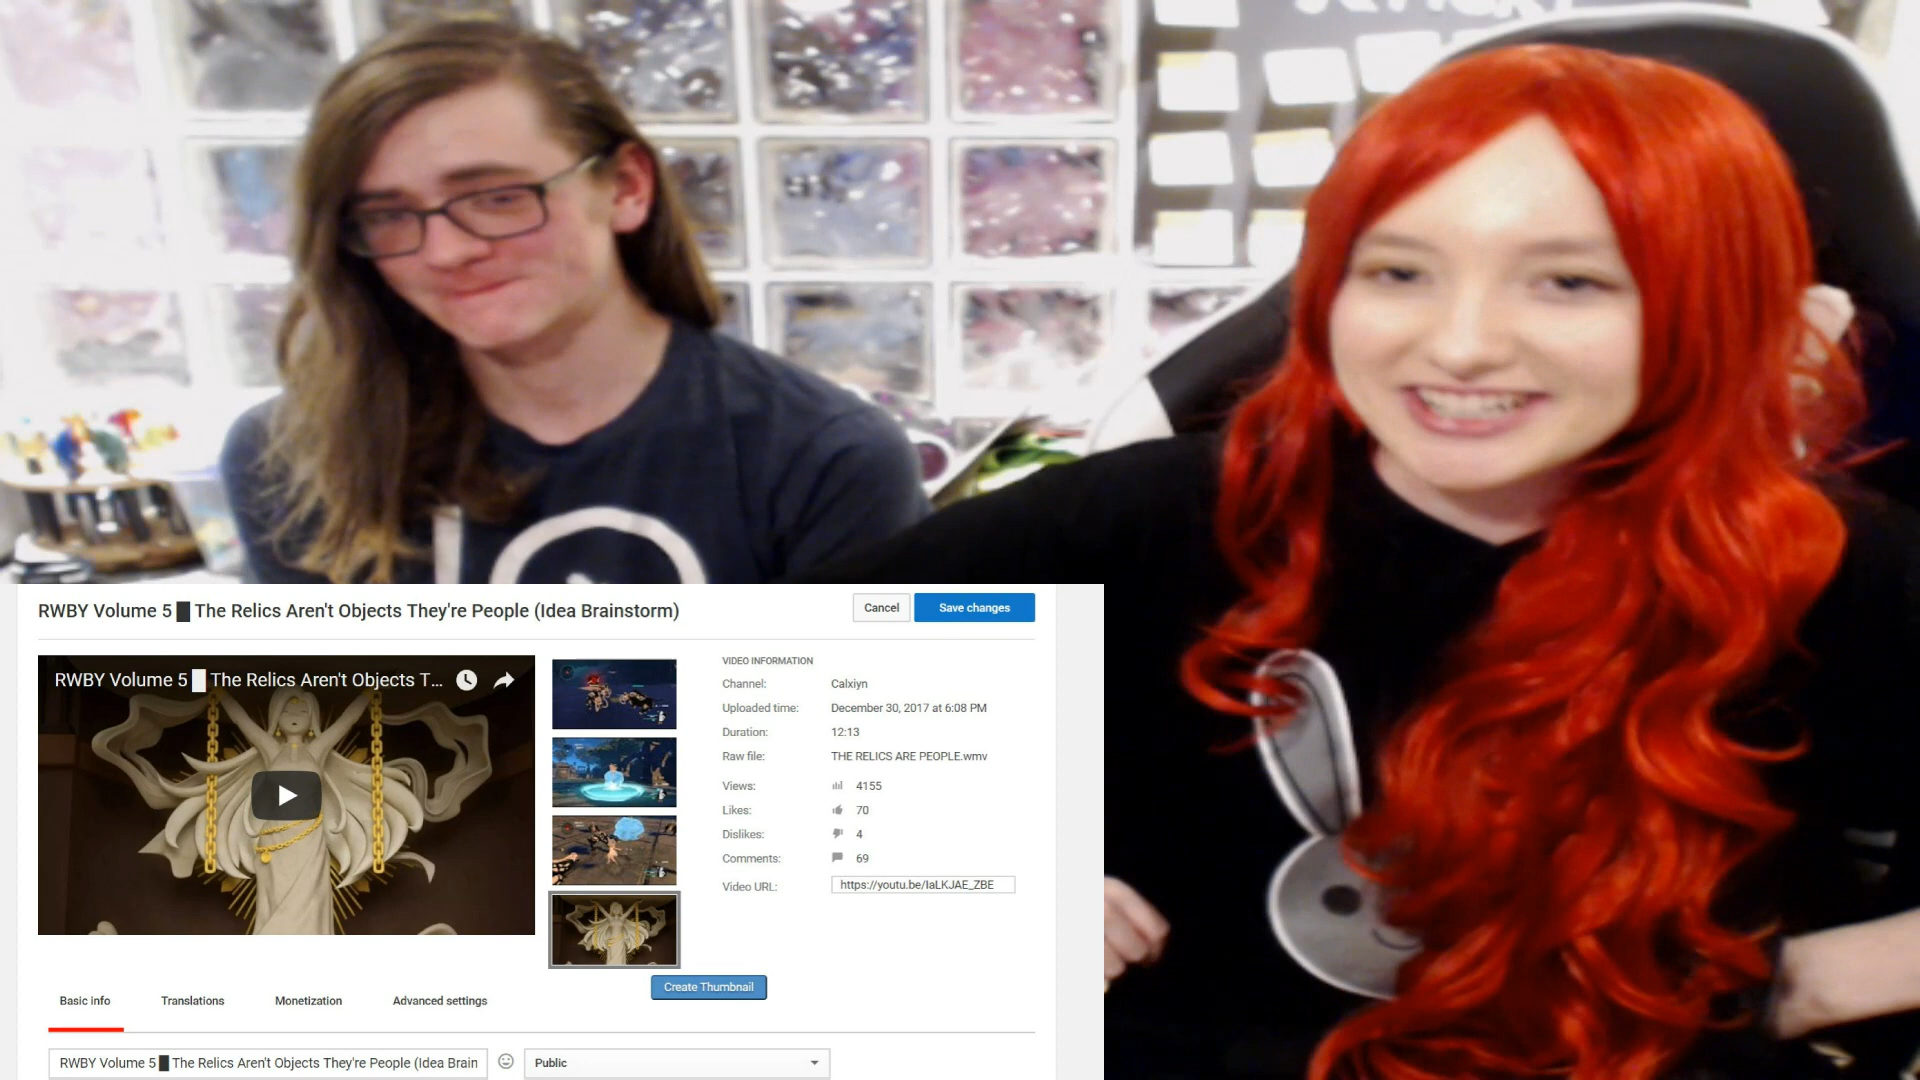 RWBY Volume 5 █ The Relics Aren't Objects They're People (Idea Brainstorm)
Cancel
Save changes
RWBY Volume 5 █ The Relics Aren't Objects T...
VIDEO INFORMATION
Channel: Calxiyn
Uploaded time: December 30, 2017 at 6:08 PM
Duration: 12:13
Raw file: THE RELICS ARE PEOPLE.wmv
Views: 4155
Likes: 70
Dislikes: 4
Comments: 69
Video URL: https://youtu.be/IaLKJAE_ZBE
Create Thumbnail
Basic info Translations Monetization Advanced settings
RWBY Volume 5 █ The Relics Aren't Objects They're People (Idea Brain
Public